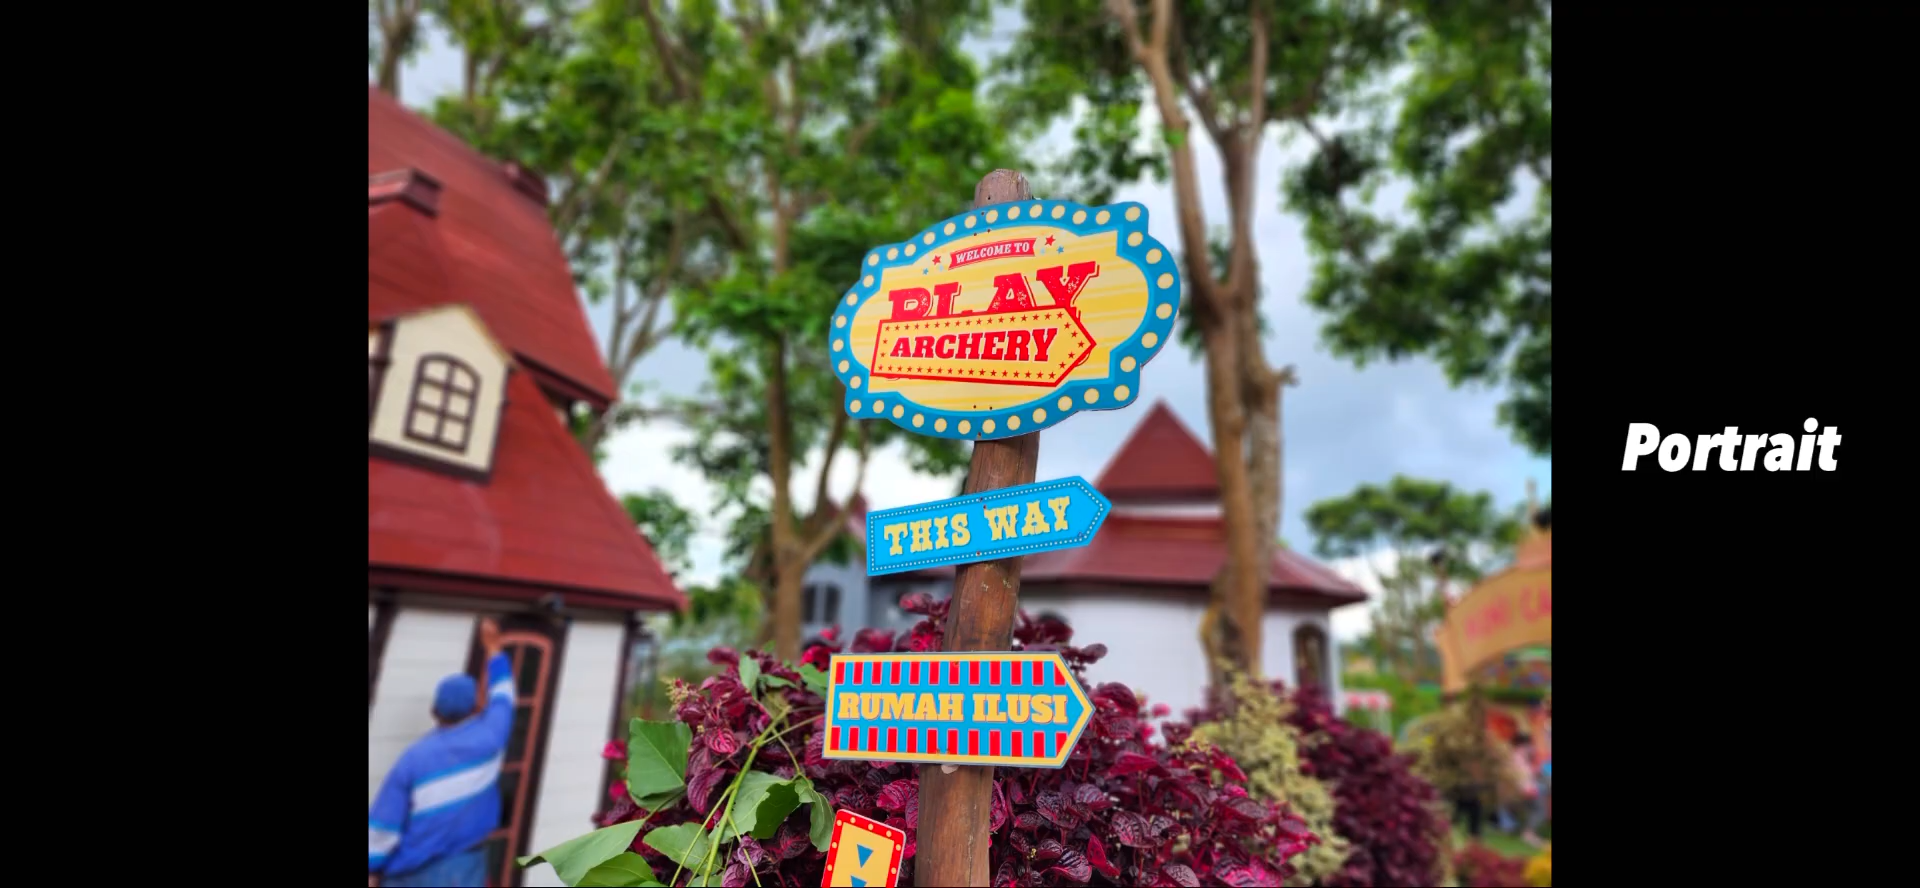 WELCOME TO
PLAY
ARCHERY
THIS WAY
RUMAH ILUSI
Portrait